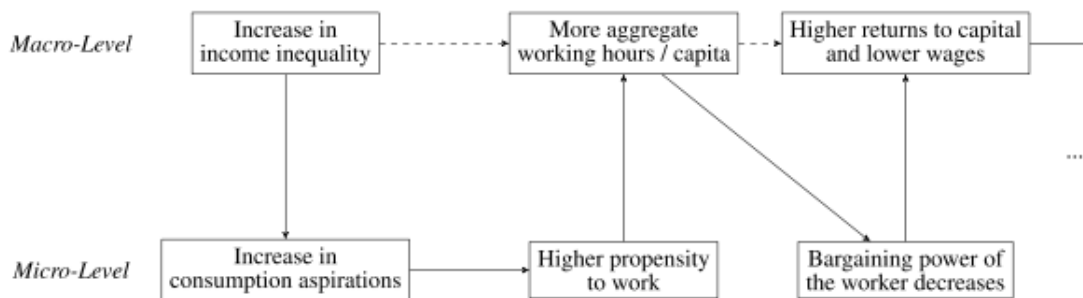 Macro-Level
Increase in
income inequality
More aggregate
working hours / capita
Higher returns to capital
and lower wages
...
Micro-Level
Increase in
consumption aspirations
Higher propensity
to work
Bargaining power of
the worker decreases